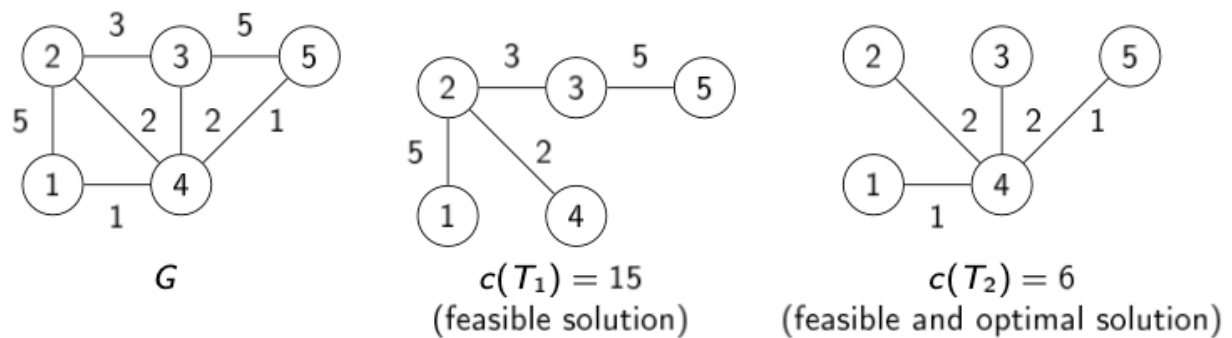 3 5
2 3 5
5 2 2 1
1 4
1
G
3 5
2 3 5
5 2
1 4
c(T₁) = 15
(feasible solution)
2 3 5
2 2 1
1 4
1
c(T₂) = 6
(feasible and optimal solution)